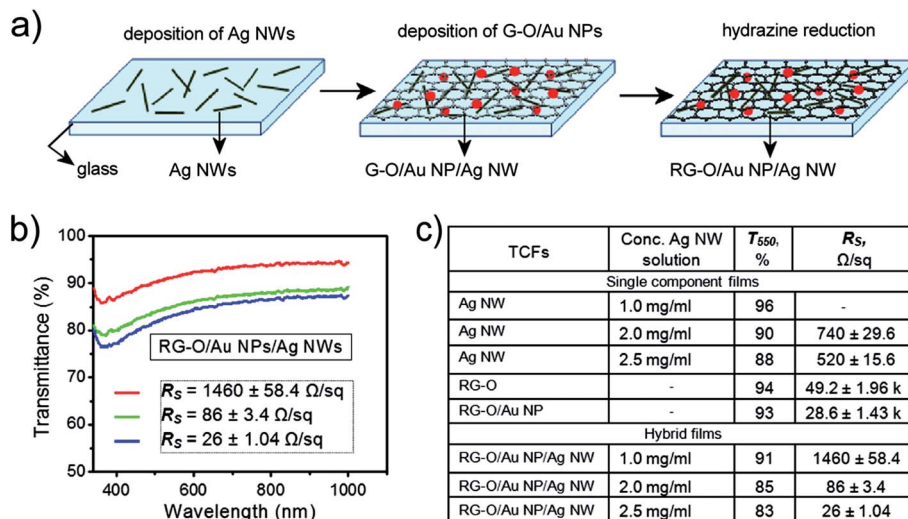 a)
deposition of Ag NWs
deposition of G-O/Au NPs
hydrazine reduction
glass
Ag NWs
G-O/Au NP/Ag NW
RG-O/Au NP/Ag NW
b)
Transmittance (%)
100
90
80
70
60
50
400 600 800 1000
Wavelength (nm)
RG-O/Au NPs/Ag NWs
Rs = 1460 ± 58.4 Ω/sq
Rs = 86 ± 3.4 Ω/sq
Rs = 26 ± 1.04 Ω/sq
c)
TCFs Conc. Ag NW solution T550, % Rs, Ω/sq
Single component films
Ag NW 1.0 mg/ml 96 -
Ag NW 2.0 mg/ml 90 740 ± 29.6
Ag NW 2.5 mg/ml 88 520 ± 15.6
RG-O - 94 49.2 ± 1.96 k
RG-O/Au NP - 93 28.6 ± 1.43 k
Hybrid films
RG-O/Au NP/Ag NW 1.0 mg/ml 91 1460 ± 58.4
RG-O/Au NP/Ag NW 2.0 mg/ml 85 86 ± 3.4
RG-O/Au NP/Ag NW 2.5 mg/ml 83 26 ± 1.04